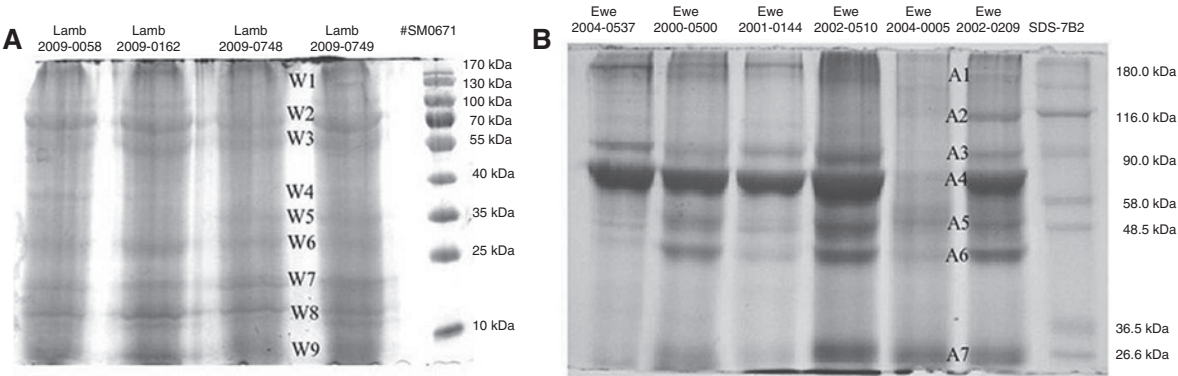 A
Lamb
2009-0058
Lamb
2009-0162
Lamb
2009-0748
Lamb
2009-0749
#SM0671
W1
W2
W3
W4
W5
W6
W7
W8
W9
170 kDa
130 kDa
100 kDa
70 kDa
55 kDa
40 kDa
35 kDa
25 kDa
10 kDa
B
Ewe
2004-0537
Ewe
2000-0500
Ewe
2001-0144
Ewe
2002-0510
Ewe
2004-0005
Ewe
2002-0209
SDS-7B2
A1
A2
A3
A4
A5
A6
A7
180.0 kDa
116.0 kDa
90.0 kDa
58.0 kDa
48.5 kDa
36.5 kDa
26.6 kDa